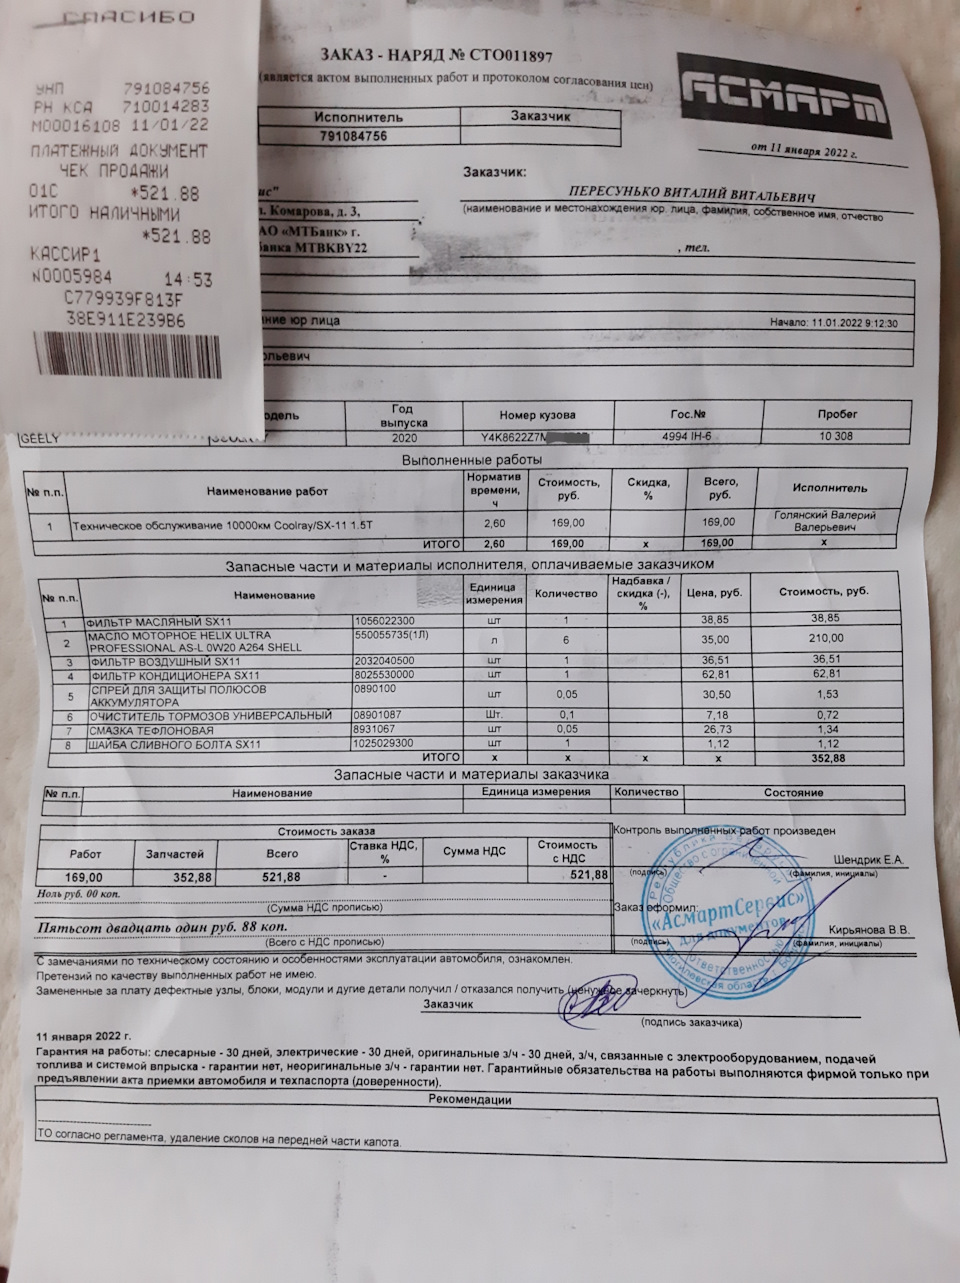 СПАСИБО
УНП 791084756
РН КСА 710014283
М00016108 11/01/22
ПЛАТЕЖНЫЙ ДОКУМЕНТ
ЧЕК ПРОДАЖИ
01С *521.88
ИТОГО НАЛИЧНЫМИ
*521.88
КАССИР1
N0005984 14:53
C779939F813F
38E911E239B6
ЗАКАЗ - НАРЯД № СТО011897
(является актом выполненных работ и протоколом согласования цен)
АСМАРТ
от 11 января 2022 г.
Исполнитель Заказчик
791084756
Заказчик:
ис"
ПЕРЕСУНЬКО ВИТАЛИЙ ВИТАЛЬЕВИЧ
л. Комарова, д. 3,
(наименование и местонахождения юр. лица, фамилия, собственное имя, отчество
АО «МТБанк» г.
банка MTBKBY22
, тел.
ние юр лица
Начало: 11.01.2022 9:12:30
ольевич
одель Год выпуска Номер кузова Гос.№ Пробег
GEELY 2020 Y4K8622Z7M 4994 IH-6 10 308
Выполненные работы
№ п.п. Наименование работ Норматив времени, ч Стоимость, руб. Скидка, % Всего, руб. Исполнитель
1 Техническое обслуживание 10000км Coolray/SX-11 1.5T 2,60 169,00 169,00 Голянский Валерий Валерьевич
ИТОГО 2,60 169,00 х 169,00 х
Запасные части и материалы исполнителя, оплачиваемые заказчиком
№ п.п. Наименование Единица измерения Количество Надбавка / скидка (-), % Цена, руб. Стоимость, руб.
1 ФИЛЬТР МАСЛЯНЫЙ SX11 1056022300 шт 1 38,85 38,85
2 МАСЛО МОТОРНОЕ HELIX ULTRA PROFESSIONAL AS-L 0W20 A264 SHELL 550055735(1Л) л 6 35,00 210,00
3 ФИЛЬТР ВОЗДУШНЫЙ SX11 2032040500 шт 1 36,51 36,51
4 ФИЛЬТР КОНДИЦИОНЕРА SX11 8025530000 шт 1 62,81 62,81
5 СПРЕЙ ДЛЯ ЗАЩИТЫ ПОЛЮСОВ АККУМУЛЯТОРА 0890100 шт 0,05 30,50 1,53
6 ОЧИСТИТЕЛЬ ТОРМОЗОВ УНИВЕРСАЛЬНЫЙ 08901087 Шт. 0,1 7,18 0,72
7 СМАЗКА ТЕФЛОНОВАЯ 8931067 шт 0,05 26,73 1,34
8 ШАЙБА СЛИВНОГО БОЛТА SX11 1025029300 шт 1 1,12 1,12
ИТОГО х х х х 352,88
Запасные части и материалы заказчика
№ п.п. Наименование Единица измерения Количество Состояние
Стоимость заказа
Работ Запчастей Всего Ставка НДС, % Сумма НДС Стоимость с НДС
169,00 352,88 521,88 - 521,88
Ноль руб. 00 коп.
(Сумма НДС прописью)
Пятьсот двадцать один руб. 88 коп.
(Всего с НДС прописью)
Контроль выполненных работ произведен
Шендрик Е.А.
(подпись) (фамилия, инициалы)
Заказ оформил:
Кирьянова В.В.
(подпись) (фамилия, инициалы)
Республика Беларусь
Общество с ограниченной
«АсмартСервис»
для документов
ответственностью
Могилевская область г.
С замечаниями по техническому состоянию и особенностями эксплуатации автомобиля, ознакомлен.
Претензий по качеству выполненных работ не имею.
Замененные за плату дефектные узлы, блоки, модули и дугие детали получил / отказался получить (ненужное зачеркнуть)
Заказчик
(подпись заказчика)
11 января 2022 г.
Гарантия на работы: слесарные - 30 дней, электрические - 30 дней, оригинальные з/ч - 30 дней, з/ч, связанные с электрооборудованием, подачей
топлива и системой впрыска - гарантии нет, неоригинальные з/ч - гарантии нет. Гарантийные обязательства на работы выполняются фирмой только при
предъявлении акта приемки автомобиля и техпаспорта (доверенности).
Рекомендации
ТО согласно регламента, удаление сколов на передней части капота.